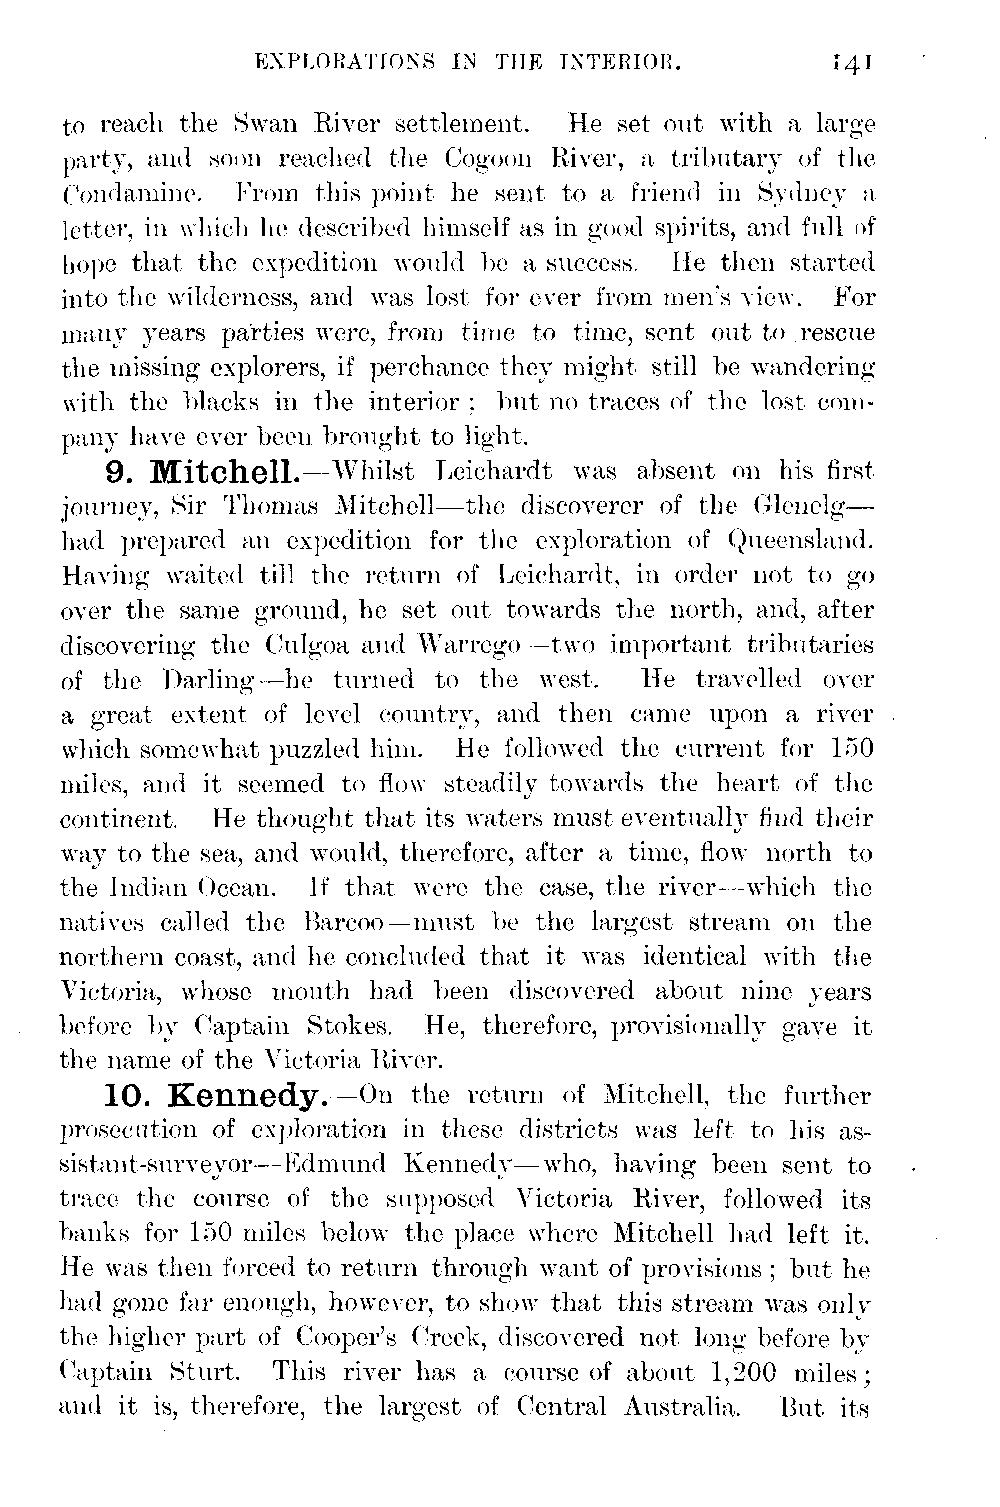 EXPLORATIONS IN THE INTERIOR. 141
to reach the Swan River settlement. He set out with a large
party, and soon reached the Cogoon River, a tributary of the
Condamine. From this point he sent to a friend in Sydney a
letter, in which he described himself as in good spirits, and full of
hope that the expedition would be a success. He then started
into the wilderness, and was lost for ever from men's view. For
many years parties were, from time to time, sent out to rescue
the missing explorers, if perchance they might still be wandering
with the blacks in the interior; but no traces of the lost com-
pany have ever been brought to light.
9. Mitchell.—Whilst Leichardt was absent on his first
journey, Sir Thomas Mitchell—the discoverer of the Glenelg—
had prepared an expedition for the exploration of Queensland.
Having waited till the return of Leichardt, in order not to go
over the same ground, he set out towards the north, and, after
discovering the Culgoa and Warrego—two important tributaries
of the Darling—he turned to the west. He travelled over
a great extent of level country, and then came upon a river
which somewhat puzzled him. He followed the current for 150
miles, and it seemed to flow steadily towards the heart of the
continent. He thought that its waters must eventually find their
way to the sea, and would, therefore, after a time, flow north to
the Indian Ocean. If that were the case, the river—which the
natives called the Barcoo—must be the largest stream on the
northern coast, and he concluded that it was identical with the
Victoria, whose mouth had been discovered about nine years
before by Captain Stokes. He, therefore, provisionally gave it
the name of the Victoria River.
10. Kennedy.—On the return of Mitchell, the further
prosecution of exploration in these districts was left to his as-
sistant-surveyor—Edmund Kennedy—who, having been sent to
trace the course of the supposed Victoria River, followed its
banks for 150 miles below the place where Mitchell had left it.
He was then forced to return through want of provisions; but he
had gone far enough, however, to show that this stream was only
the higher part of Cooper's Creek, discovered not long before by
Captain Sturt. This river has a course of about 1,200 miles;
and it is, therefore, the largest of Central Australia. But its